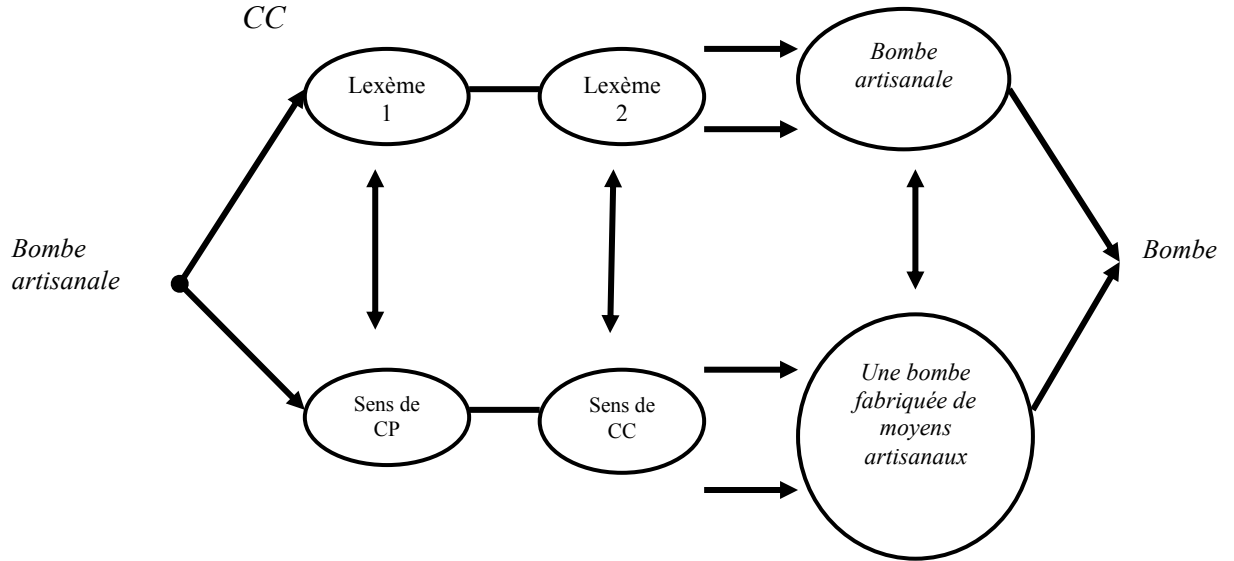 CC
Bombe
artisanale
Lexème
1
Lexème
2
Bombe
artisanale
Sens de
CP
Sens de
CC
Une bombe
fabriquée de
moyens
artisanaux
Bombe